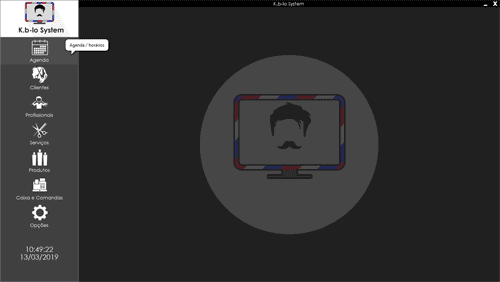 K.b-lo System
K.b-lo System
Agenda
Agenda / horários
Clientes
Profissionais
Serviços
Produtos
Caixa e Comandas
Opções
10:49:22
13/03/2019